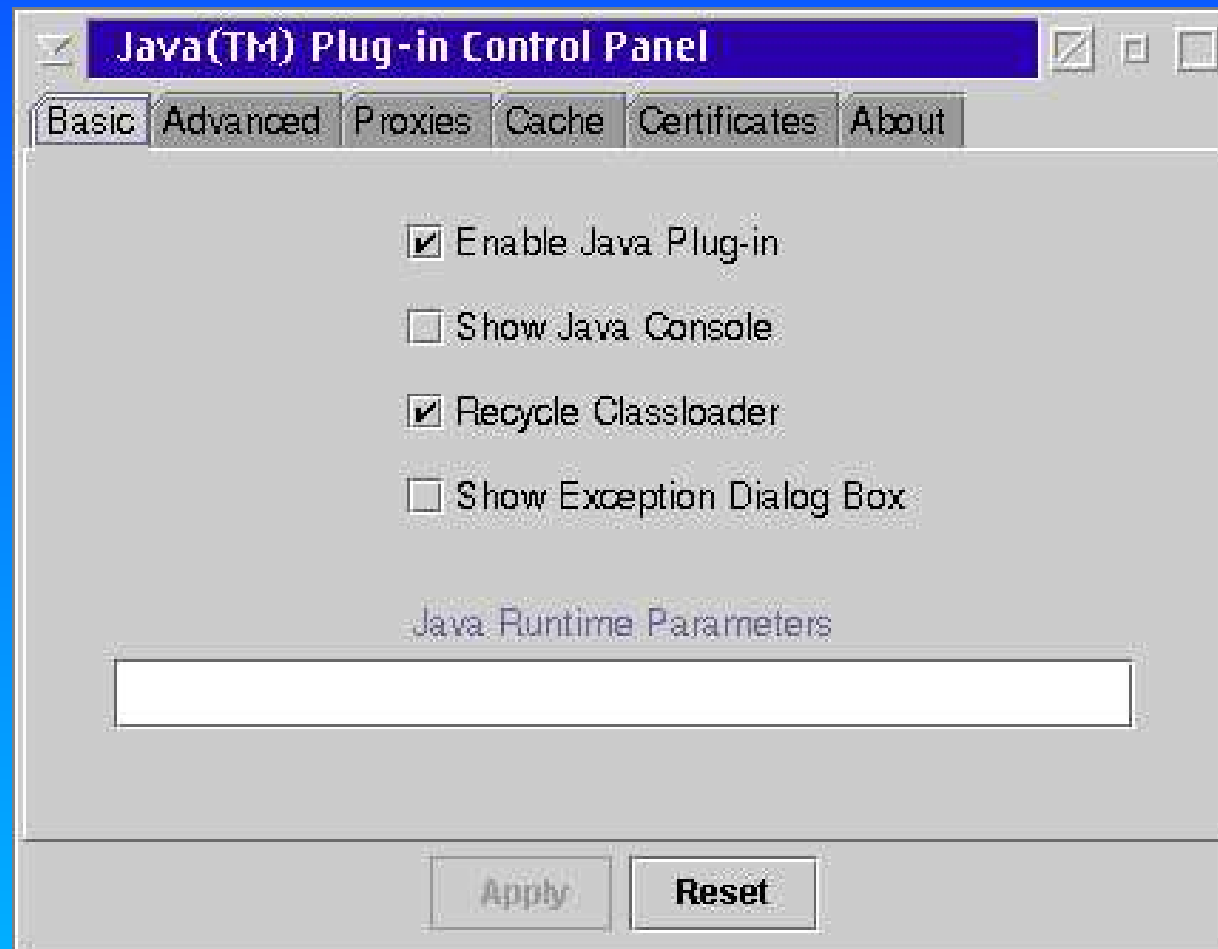 Java(TM) Plug-in Control Panel
Basic Advanced Proxies Cache Certificates About
Enable Java Plug-in
Show Java Console
Recycle Classloader
Show Exception Dialog Box
Java Runtime Parameters
Apply Reset